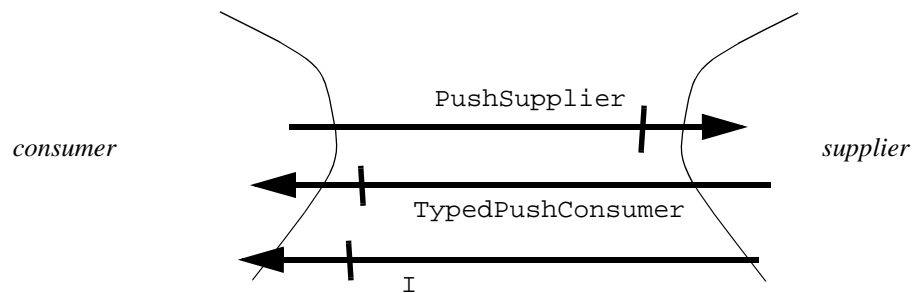 PushSupplier
consumer
supplier
TypedPushConsumer
I